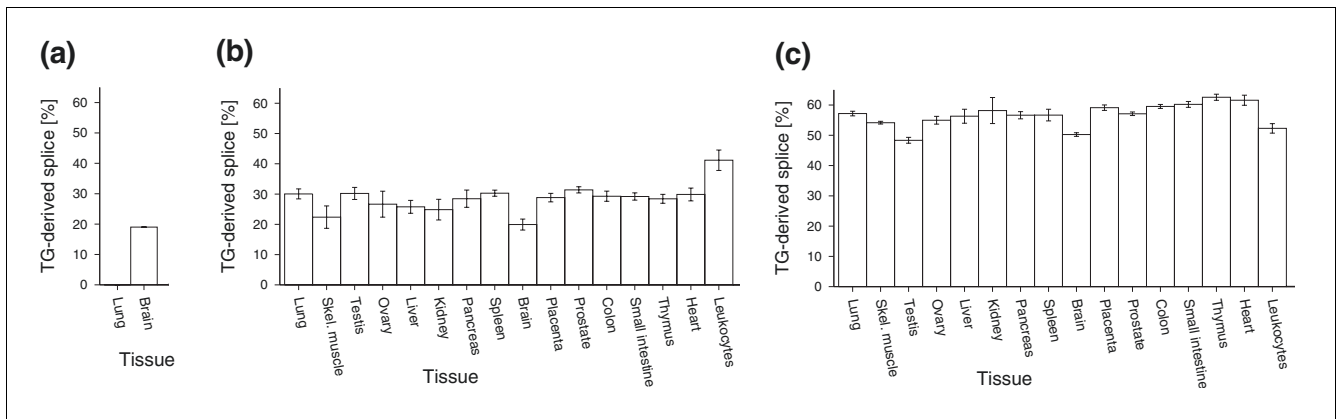 (a)
TG-derived splice [%]
60
50
40
30
20
10
0
Lung
Brain
Tissue
(b)
TG-derived splice [%]
60
50
40
30
20
10
0
Lung
Skel. muscle
Testis
Ovary
Liver
Kidney
Pancreas
Spleen
Brain
Placenta
Prostate
Colon
Small intestine
Thymus
Heart
Leukocytes
Tissue
(c)
TG-derived splice [%]
60
50
40
30
20
10
0
Lung
Skel. muscle
Testis
Ovary
Liver
Kidney
Pancreas
Spleen
Brain
Placenta
Prostate
Colon
Small intestine
Thymus
Heart
Leukocytes
Tissue